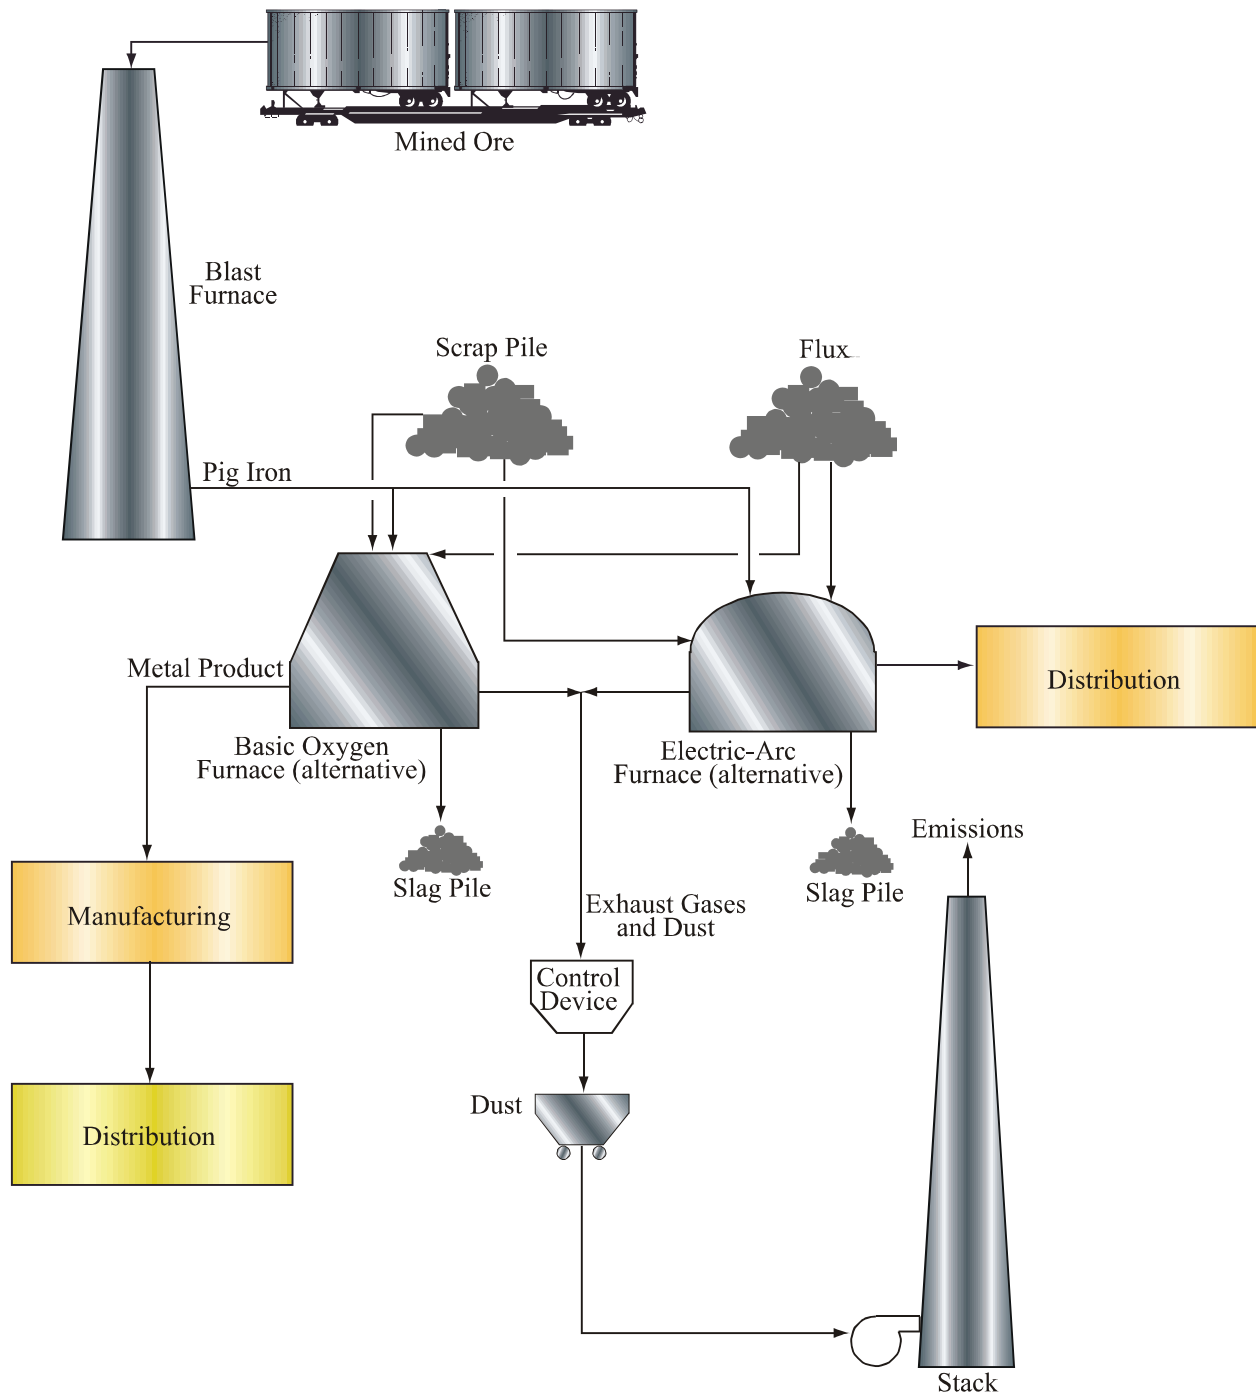 Mined Ore
Blast
Furnace
Scrap Pile
Flux
Pig Iron
Metal Product
Distribution
Basic Oxygen
Furnace (alternative)
Electric-Arc
Furnace (alternative)
Emissions
Slag Pile
Slag Pile
Manufacturing
Exhaust Gases
and Dust
Control
Device
Dust
Distribution
Stack